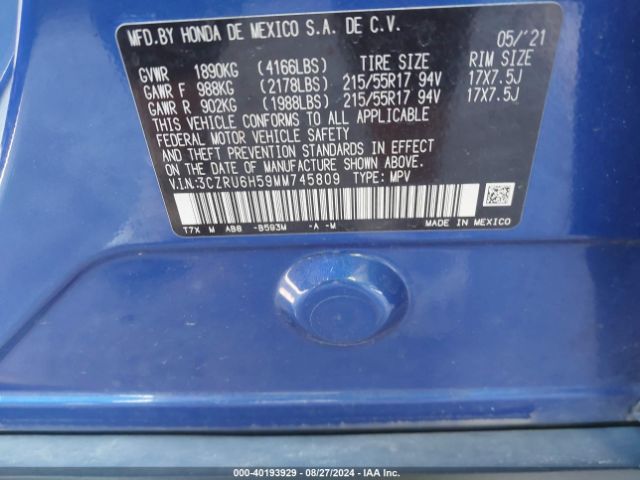 MFD.BY HONDA DE MEXICO S.A. DE C.V. 05/'21
GVWR 1890KG (4166LBS) TIRE SIZE RIM SIZE
GAWR F 988KG (2178LBS) 215/55R17 94V 17X7.5J
GAWR R 902KG (1988LBS) 215/55R17 94V 17X7.5J
THIS VEHICLE CONFORMS TO ALL APPLICABLE
FEDERAL MOTOR VEHICLE SAFETY
AND THEFT PREVENTION STANDARDS IN EFFECT
ON THE DATE OF MANUFACTURE SHOWN ABOVE.
V.I.N.:3CZRU6H59MM745809 TYPE: MPV
T7X M AB8 -B593M -A -M MADE IN MEXICO
000-40193929 / 08/27/2024 - IAA Inc.